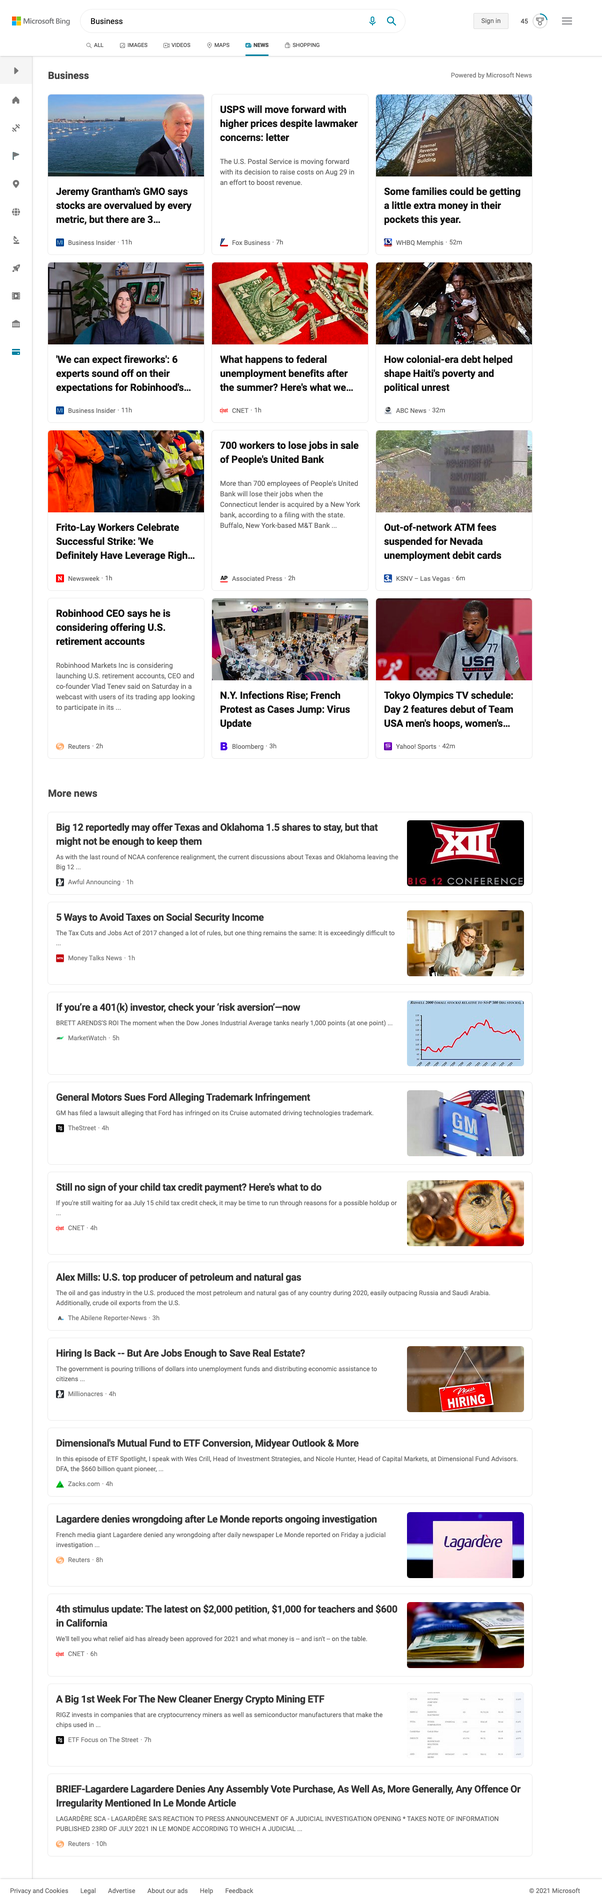 Microsoft Bing
Business
Sign in
45
ALL
IMAGES
VIDEOS
MAPS
NEWS
SHOPPING
Business
Powered by Microsoft News
Jeremy Grantham's GMO says
stocks are overvalued by every
metric, but there are 3...
Business Insider · 11h
USPS will move forward with
higher prices despite lawmaker
concerns: letter
The U.S. Postal Service is moving forward
with its decision to raise costs on Aug 29 in
an effort to boost revenue.
Fox Business · 7h
Internal
Revenue
Service
Building
Some families could be getting
a little extra money in their
pockets this year.
WHBQ Memphis · 52m
'We can expect fireworks': 6
experts sound off on their
expectations for Robinhood's...
Business Insider · 11h
What happens to federal
unemployment benefits after
the summer? Here's what we...
CNET · 1h
How colonial-era debt helped
shape Haiti's poverty and
political unrest
ABC News · 32m
Frito-Lay Workers Celebrate
Successful Strike: 'We
Definitely Have Leverage Righ...
Newsweek · 1h
700 workers to lose jobs in sale
of People's United Bank
More than 700 employees of People's United
Bank will lose their jobs when the
Connecticut lender is acquired by a New York
bank, according to a filing with the state.
Buffalo, New York-based M&T Bank ...
Associated Press · 2h
Out-of-network ATM fees
suspended for Nevada
unemployment debit cards
KSNV – Las Vegas · 6m
Robinhood CEO says he is
considering offering U.S.
retirement accounts
Robinhood Markets Inc is considering
launching U.S. retirement accounts, CEO and
co-founder Vlad Tenev said on Saturday in a
webcast with users of its trading app looking
to participate in its ...
Reuters · 2h
N.Y. Infections Rise; French
Protest as Cases Jump: Virus
Update
Bloomberg · 3h
77
USA
Tokyo Olympics TV schedule:
Day 2 features debut of Team
USA men's hoops, women's...
Yahoo! Sports · 42m
More news
Big 12 reportedly may offer Texas and Oklahoma 1.5 shares to stay, but that
might not be enough to keep them
As with the last round of NCAA conference realignment, the current discussions about Texas and Oklahoma leaving the
Big 12 ...
Awful Announcing · 1h
XII
BIG 12 CONFERENCE
5 Ways to Avoid Taxes on Social Security Income
The Tax Cuts and Jobs Act of 2017 changed a lot of rules, but one thing remains the same: It is exceedingly difficult to
...
Money Talks News · 1h
If you're a 401(k) investor, check your 'risk aversion'—now
BRETT ARENDS'S ROI The moment when the Dow Jones Industrial Average tanks nearly 1,000 points (at one point) ...
MarketWatch · 5h
General Motors Sues Ford Alleging Trademark Infringement
GM has filed a lawsuit alleging that Ford has infringed on its Cruise automated driving technologies trademark.
TheStreet · 4h
GM
Still no sign of your child tax credit payment? Here's what to do
If you're still waiting for aa July 15 child tax credit check, it may be time to run through reasons for a possible holdup or
...
CNET · 4h
Alex Mills: U.S. top producer of petroleum and natural gas
The oil and gas industry in the U.S. produced the most petroleum and natural gas of any country during 2020, easily outpacing Russia and Saudi Arabia.
Additionally, crude oil exports from the U.S.
The Abilene Reporter-News · 3h
Hiring Is Back -- But Are Jobs Enough to Save Real Estate?
The government is pouring trillions of dollars into unemployment funds and distributing economic assistance to
citizens ...
Millionacres · 4h
Now
HIRING
Dimensional's Mutual Fund to ETF Conversion, Midyear Outlook & More
In this episode of ETF Spotlight, I speak with Wes Crill, Head of Investment Strategies, and Nicole Hunter, Head of Capital Markets, at Dimensional Fund Advisors.
DFA, the $660 billion quant pioneer, ...
Zacks.com · 4h
Lagardere denies wrongdoing after Le Monde reports ongoing investigation
French media giant Lagardere denied any wrongdoing after daily newspaper Le Monde reported on Friday a judicial
investigation ...
Reuters · 8h
Lagardère
4th stimulus update: The latest on $2,000 petition, $1,000 for teachers and $600
in California
We'll tell you what relief aid has already been approved for 2021 and what money is -- and isn't -- on the table.
CNET · 6h
A Big 1st Week For The New Cleaner Energy Crypto Mining ETF
RIGZ invests in companies that are cryptocurrency miners as well as semiconductor manufacturers that make the
chips used in ...
ETF Focus on The Street · 7h
BRIEF-Lagardere Lagardere Denies Any Assembly Vote Purchase, As Well As, More Generally, Any Offence Or
Irregularity Mentioned In Le Monde Article
LAGARDÈRE SCA - LAGARDÈRE SA'S REACTION TO PRESS ANNOUNCEMENT OF A JUDICIAL INVESTIGATION OPENING * TAKES NOTE OF INFORMATION
PUBLISHED 23RD OF JULY 2021 IN LE MONDE ACCORDING TO WHICH A JUDICIAL ...
Reuters · 10h
Privacy and Cookies
Legal
Advertise
About our ads
Help
Feedback
© 2021 Microsoft